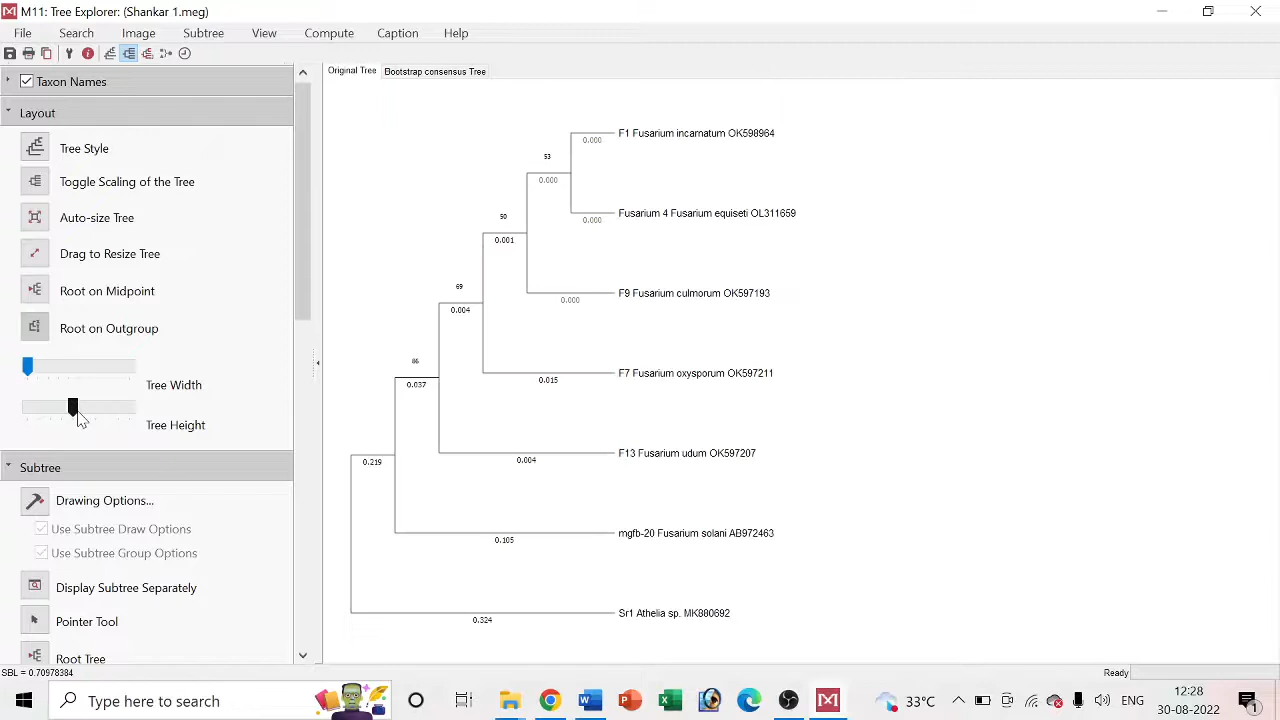 M11: Tree Explorer: (Shankar 1.meg)
File Search Image Subtree View Compute Caption Help
Taxon Names
Layout
Tree Style
Toggle Scaling of the Tree
Auto-size Tree
Drag to Resize Tree
Root on Midpoint
Root on Outgroup
Tree Width
Tree Height
Subtree
Drawing Options...
Use Subtree Draw Options
Use Subtree Group Options
Display Subtree Separately
Pointer Tool
Root Tree
Original Tree Bootstrap consensus Tree
F1 Fusarium incarnatum OK598964
0.000
53
0.000
Fusarium 4 Fusarium equiseti OL311659
0.000
50
0.001
F9 Fusarium culmorum OK597193
0.000
69
0.004
F7 Fusarium oxysporum OK597211
0.015
86
0.037
F13 Fusarium udum OK597207
0.004
0.219
mgfb-20 Fusarium solani AB972463
0.105
Sr1 Athelia sp. MK880692
0.324
SBL = 0.70978384
Ready
Type here to search
33°C
ENG
12:28
30-08-2022
1